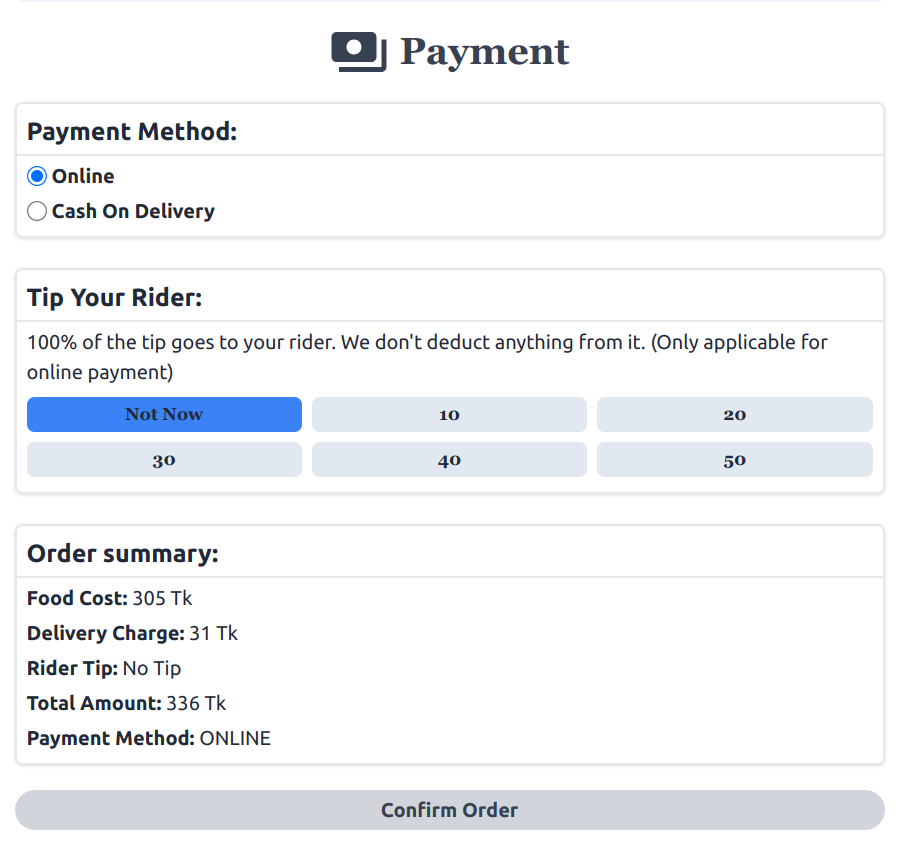 Payment
Payment Method:
Online
Cash On Delivery
Tip Your Rider:
100% of the tip goes to your rider. We don't deduct anything from it. (Only applicable for
online payment)
Not Now
10
20
30
40
50
Order summary:
Food Cost: 305 Tk
Delivery Charge: 31 Tk
Rider Tip: No Tip
Total Amount: 336 Tk
Payment Method: ONLINE
Confirm Order